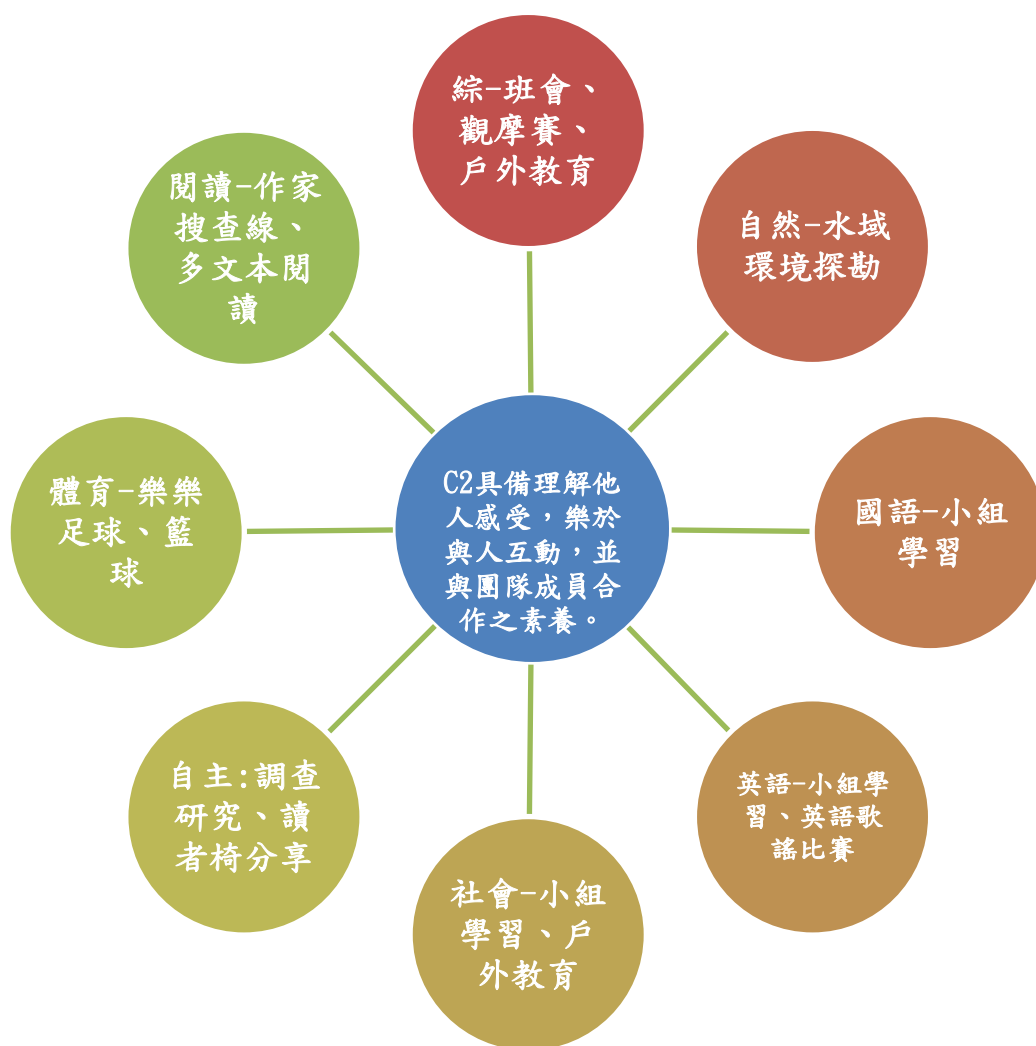 綜-班會、
觀摩賽、
戶外教育
自然-水域
環境探勘
國語-小組
學習
英語-小組學
習、英語歌
謠比賽
社會-小組
學習、戶
外教育
自主:調查
研究、讀
者椅分享
體育-樂樂
足球、籃
球
閱讀-作家
搜查線、
多文本閱
讀
C2具備理解他
人感受，樂於
與人互動，並
與團隊成員合
作之素養。